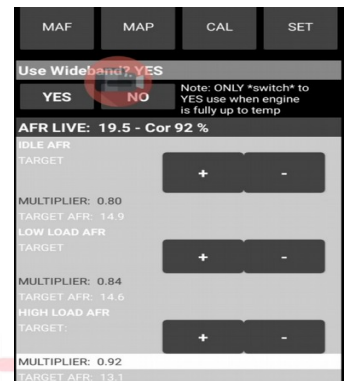 MAF MAP CAL SET
Use Wideband? YES
YES NO
Note: ONLY *switch* to
YES use when engine
is fully up to temp
AFR LIVE: 19.5 - Cor 92 %
IDLE AFR
TARGET
+ -
MULTIPLIER: 0.80
TARGET AFR: 14.9
LOW LOAD AFR
TARGET
+ -
MULTIPLIER: 0.84
TARGET AFR: 14.6
HIGH LOAD AFR
TARGET:
+ -
MULTIPLIER: 0.92
TARGET AFR: 13.1